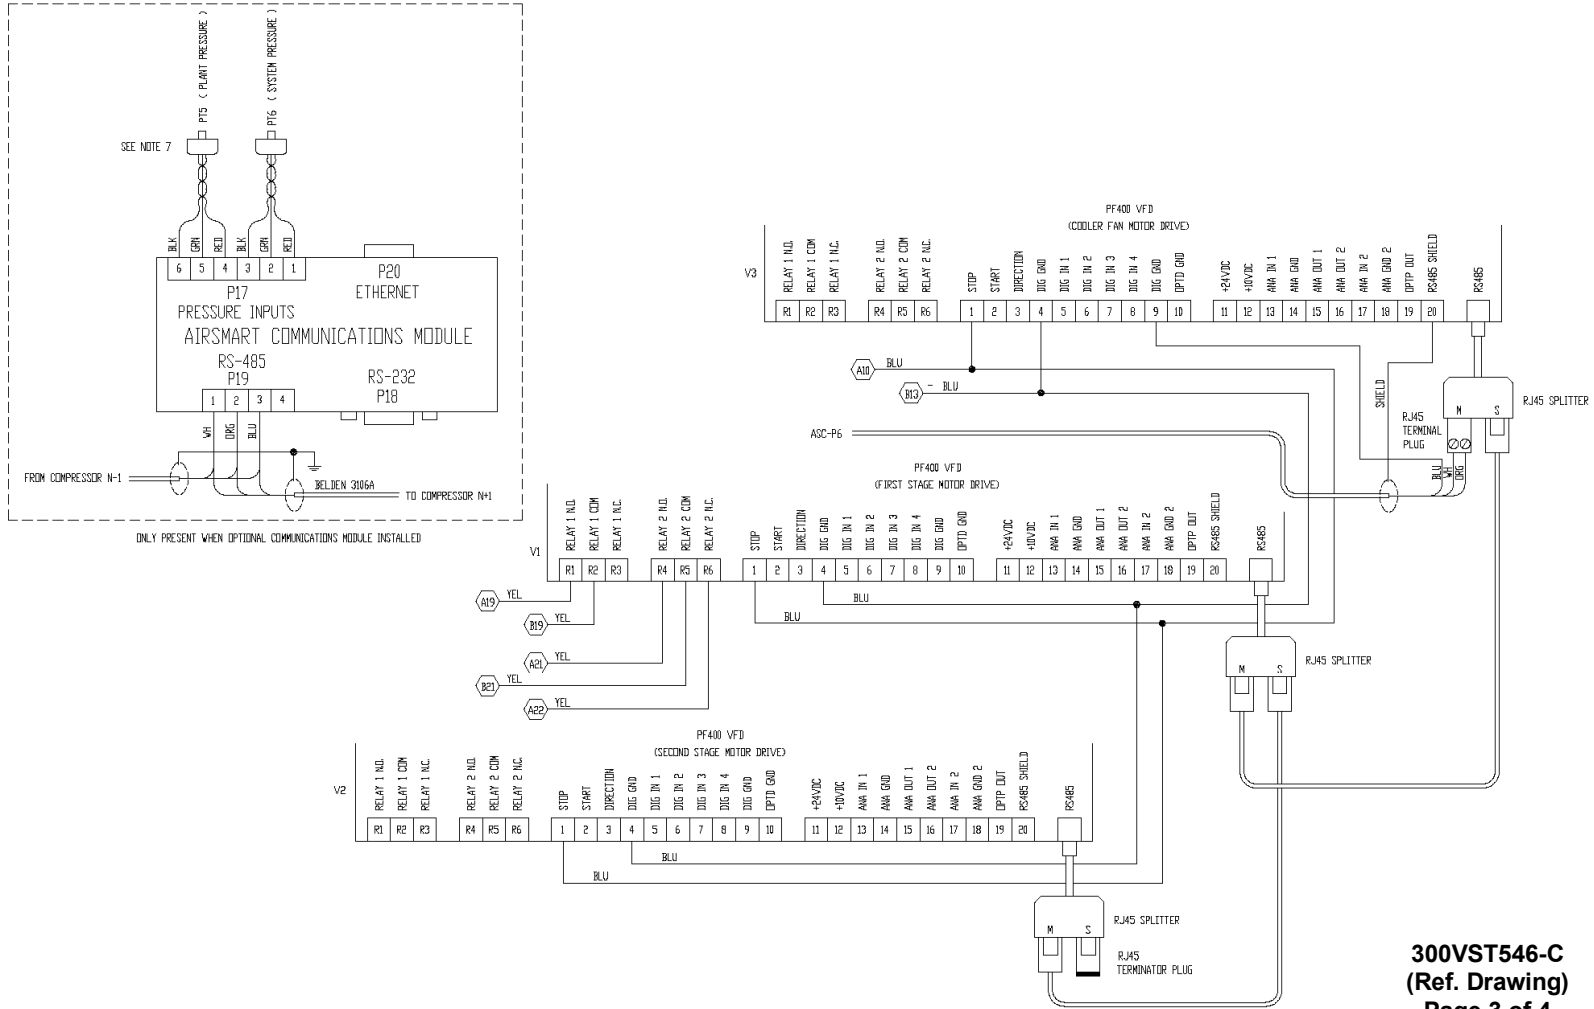 PT5 ( PLANT PRESSURE )
PT6 ( SYSTEM PRESSURE )
SEE NOTE 7
BLK GRN RED BLK GRN RED
6 5 4 3 2 1
P17
PRESSURE INPUTS
P20
ETHERNET
AIRSMART COMMUNICATIONS MODULE
RS-485
P19
RS-232
P18
1 2 3 4
WH ORG BLU
FROM COMPRESSOR N-1
BELDEN 3106A
TO COMPRESSOR N+1
ONLY PRESENT WHEN OPTIONAL COMMUNICATIONS MODULE INSTALLED
PF400 VFD
(COOLER FAN MOTOR DRIVE)
V3
RELAY 1 N.O. RELAY 1 COM RELAY 1 N.C. RELAY 2 N.O. RELAY 2 COM RELAY 2 N.C. STOP START DIRECTION DIG GND DIG IN 1 DIG IN 2 DIG IN 3 DIG IN 4 DIG GND OPTO GND +24VDC +10VDC ANA IN 1 ANA GND ANA OUT 1 ANA OUT 2 ANA IN 2 ANA GND 2 OPTP OUT RS485 SHIELD RS485
R1 R2 R3 R4 R5 R6 1 2 3 4 5 6 7 8 9 10 11 12 13 14 15 16 17 18 19 20
A10 BLU
B13 - BLU
SHIELD
M S
RJ45 SPLITTER
RJ45
TERMINAL
PLUG
BLU WH ORG
ASC-P6
PF400 VFD
(FIRST STAGE MOTOR DRIVE)
V1
RELAY 1 N.O. RELAY 1 COM RELAY 1 N.C. RELAY 2 N.O. RELAY 2 COM RELAY 2 N.C. STOP START DIRECTION DIG GND DIG IN 1 DIG IN 2 DIG IN 3 DIG IN 4 DIG GND OPTO GND +24VDC +10VDC ANA IN 1 ANA GND ANA OUT 1 ANA OUT 2 ANA IN 2 ANA GND 2 OPTP OUT RS485 SHIELD RS485
R1 R2 R3 R4 R5 R6 1 2 3 4 5 6 7 8 9 10 11 12 13 14 15 16 17 18 19 20
A19 YEL
BLU
B19 YEL
BLU
A21 YEL
B21 YEL
A22 YEL
M S
RJ45 SPLITTER
PF400 VFD
(SECOND STAGE MOTOR DRIVE)
V2
RELAY 1 N.O. RELAY 1 COM RELAY 1 N.C. RELAY 2 N.O. RELAY 2 COM RELAY 2 N.C. STOP START DIRECTION DIG GND DIG IN 1 DIG IN 2 DIG IN 3 DIG IN 4 DIG GND OPTO GND +24VDC +10VDC ANA IN 1 ANA GND ANA OUT 1 ANA OUT 2 ANA IN 2 ANA GND 2 OPTP OUT RS485 SHIELD RS485
R1 R2 R3 R4 R5 R6 1 2 3 4 5 6 7 8 9 10 11 12 13 14 15 16 17 18 19 20
BLU
BLU
M S
RJ45 SPLITTER
RJ45
TERMINATOR PLUG
300VST546-C
(Ref. Drawing)
Page 3 of 4